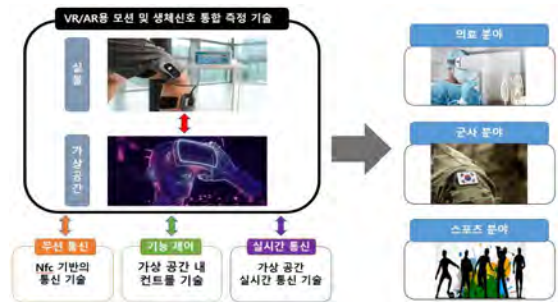 VR/AR용 모션 및 생체신호 통합 측정 기술
실물
가상공간
무선 통신
Nfc 기반의
통신 기술
기능 제어
가상 공간 내
컨트롤 기술
실시간 통신
가상 공간
실시간 통신 기술
의료 분야
군사 분야
스포츠 분야